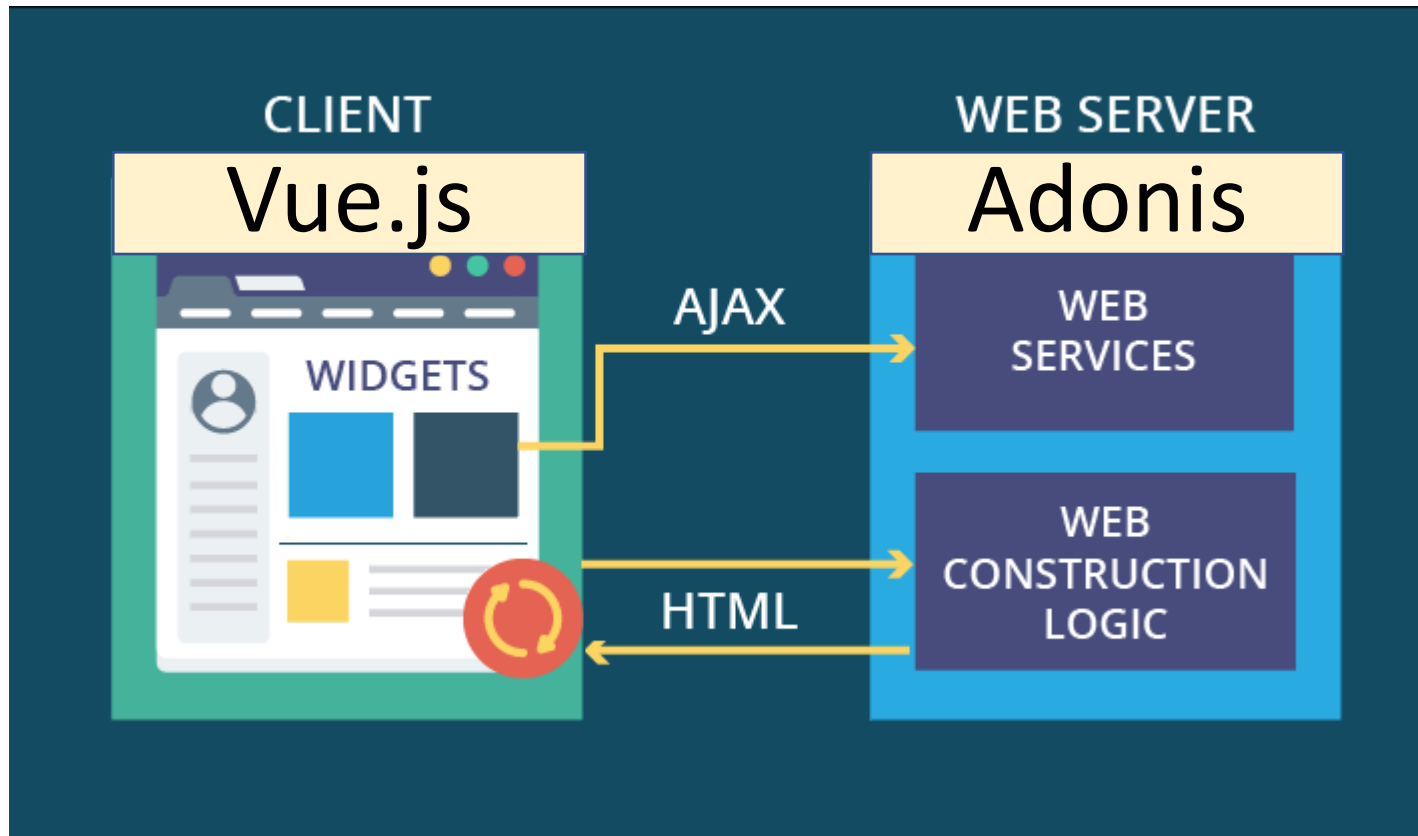 CLIENT
WEB SERVER
Vue.js
Adonis
WIDGETS
AJAX
WEB
SERVICES
HTML
WEB
CONSTRUCTION
LOGIC